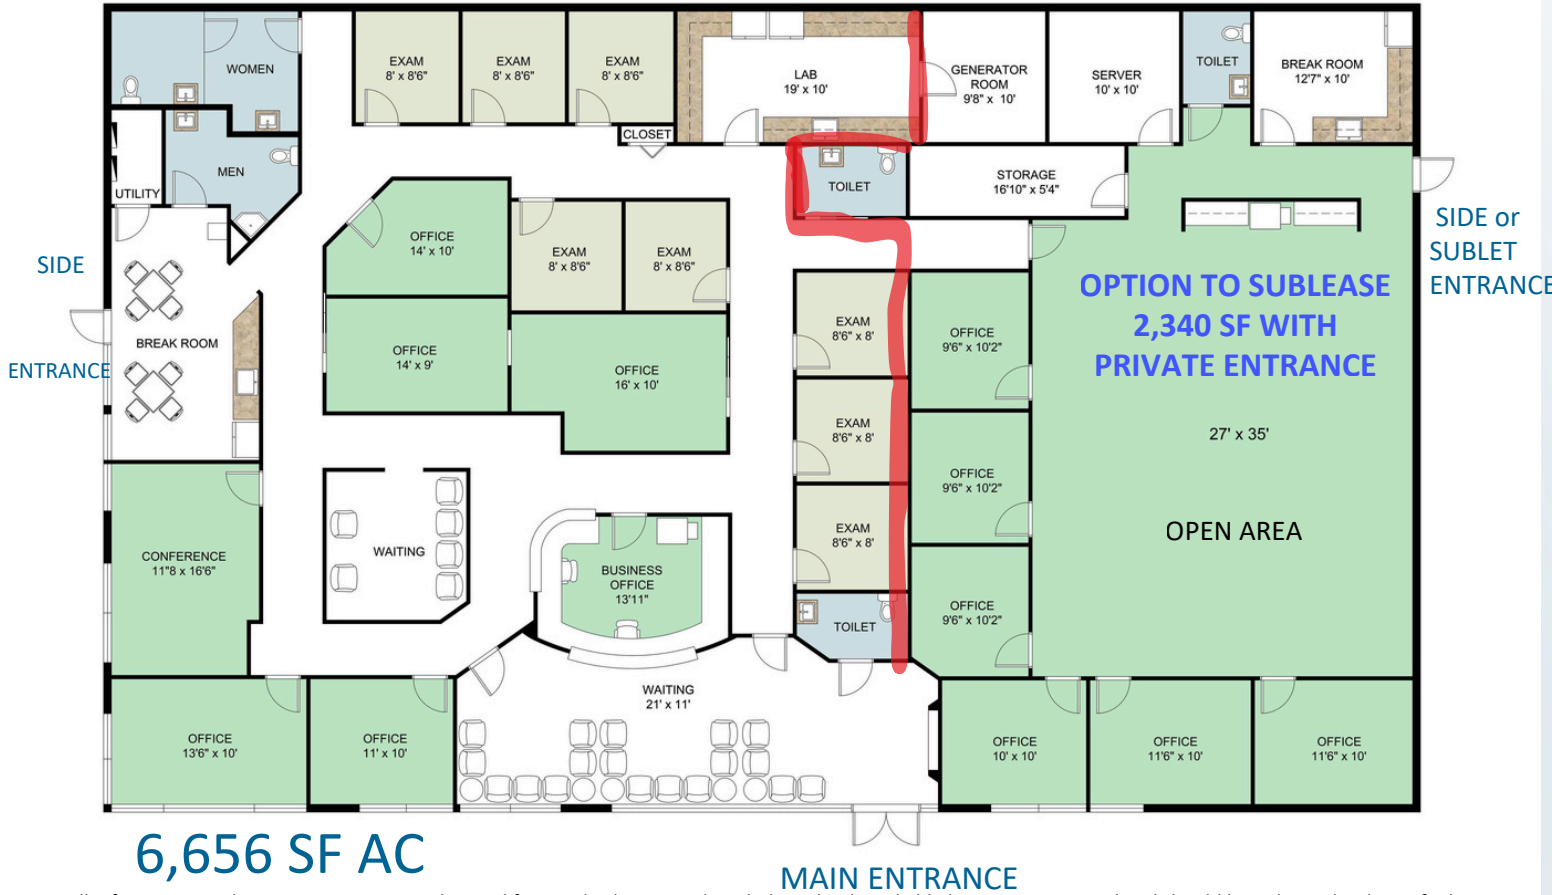 WOMEN
EXAM
8' x 8'6"
EXAM
8' x 8'6"
EXAM
8' x 8'6"
LAB
19' x 10'
GENERATOR
ROOM
9'8" x 10'
SERVER
10' x 10'
TOILET
BREAK ROOM
12'7" x 10'
CLOSET
MEN
UTILITY
TOILET
STORAGE
16'10" x 5'4"
SIDE
ENTRANCE
BREAK ROOM
OFFICE
14' x 10'
EXAM
8' x 8'6"
EXAM
8' x 8'6"
SIDE or
SUBLET
ENTRANCE
OPTION TO SUBLEASE
2,340 SF WITH
PRIVATE ENTRANCE
OFFICE
14' x 9'
OFFICE
16' x 10'
EXAM
8'6" x 8'
OFFICE
9'6" x 10'2"
27' x 35'
EXAM
8'6" x 8'
OFFICE
9'6" x 10'2"
OPEN AREA
CONFERENCE
11"8 x 16'6"
WAITING
BUSINESS
OFFICE
13'11"
EXAM
8'6" x 8'
OFFICE
9'6" x 10'2"
TOILET
WAITING
21' x 11'
OFFICE
13'6" x 10'
OFFICE
11' x 10'
OFFICE
10' x 10'
OFFICE
11'6" x 10'
OFFICE
11'6" x 10'
6,656 SF AC
MAIN ENTRANCE